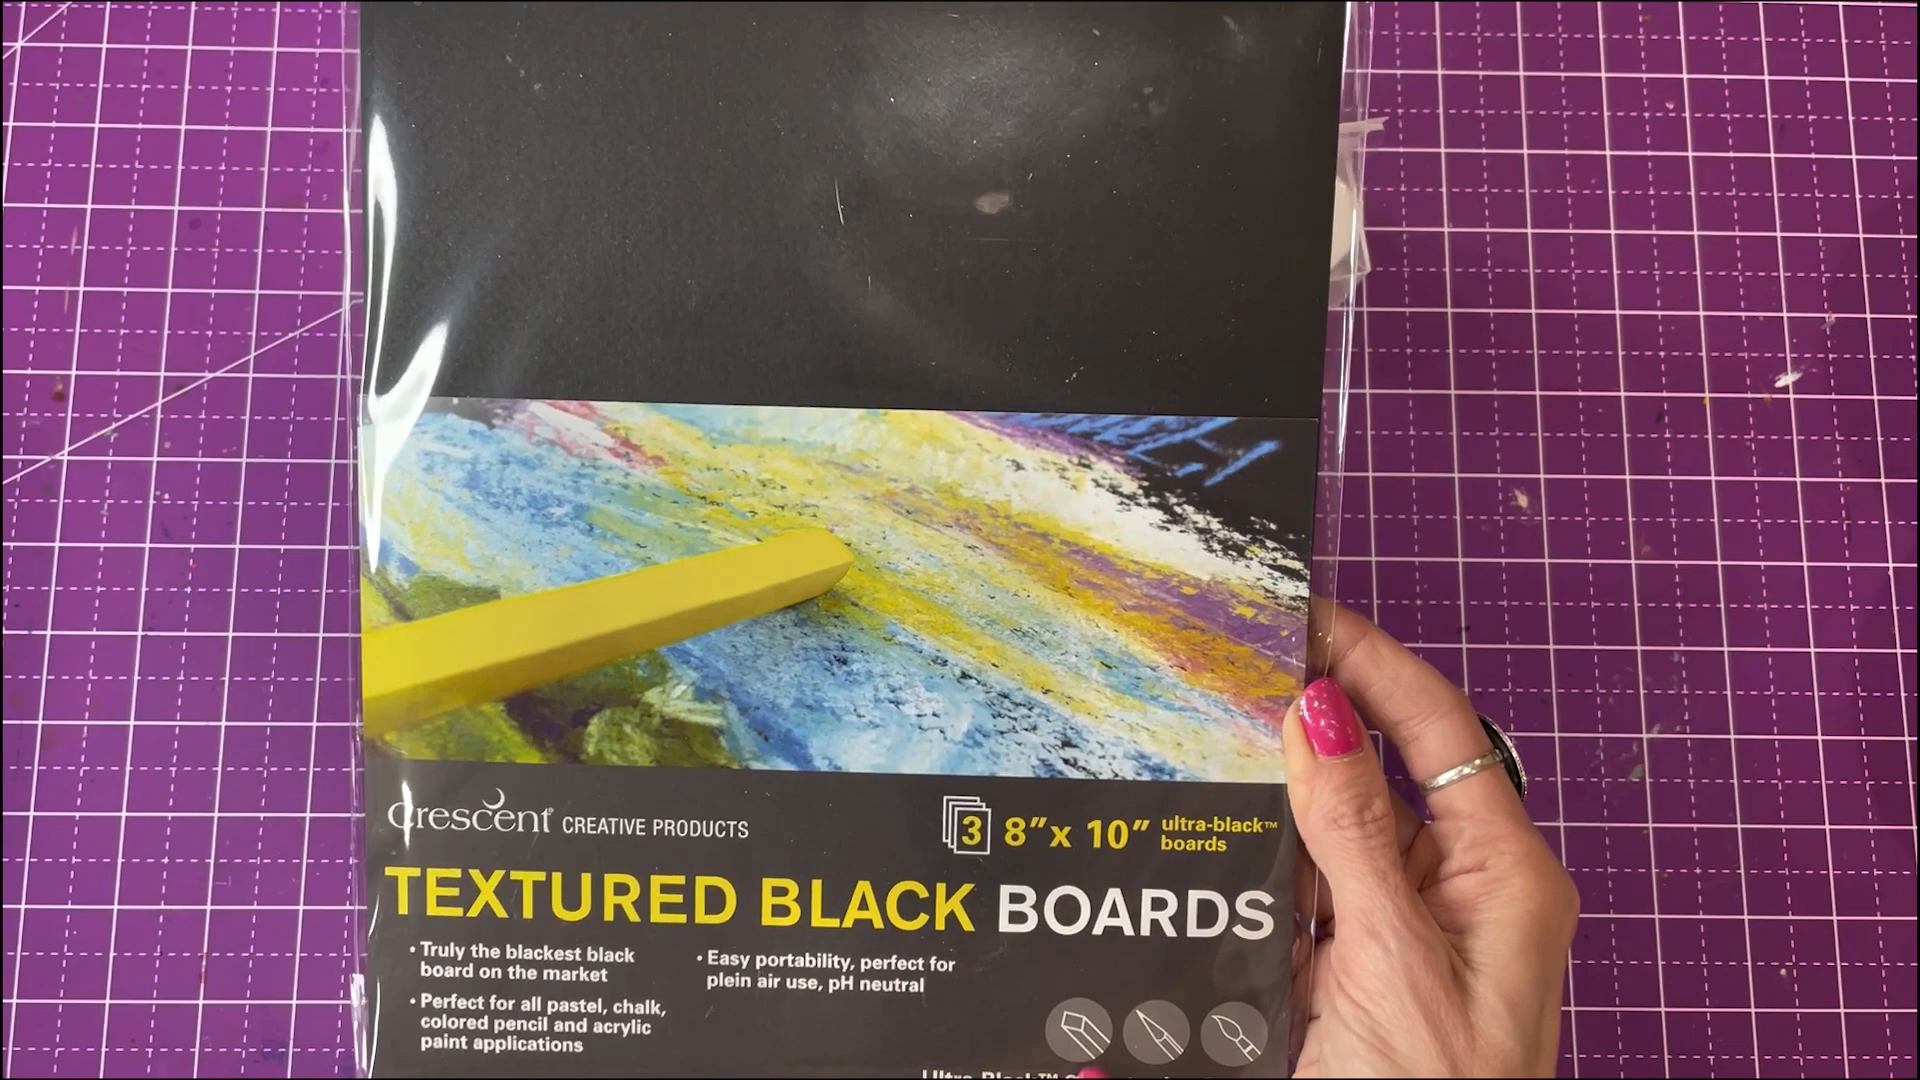 crescent® CREATIVE PRODUCTS
3 8” x 10” ultra-black™
boards
TEXTURED BLACK BOARDS
• Truly the blackest black
board on the market
• Perfect for all pastel, chalk,
colored pencil and acrylic
paint applications
• Easy portability, perfect for
plein air use, pH neutral
Ultra-Black™